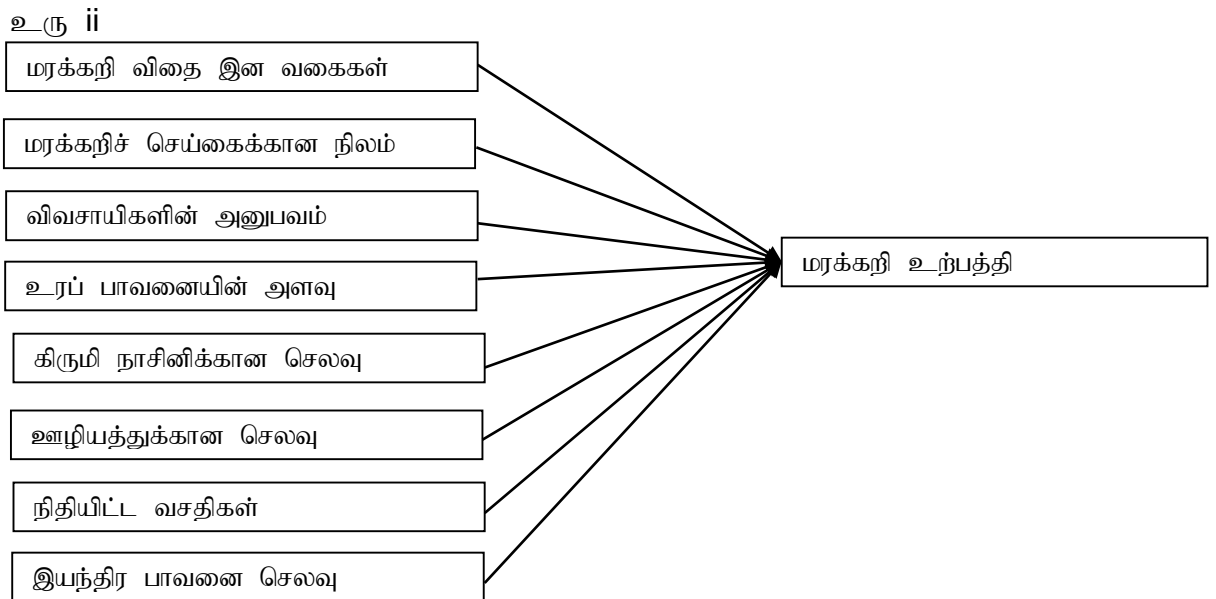 உரு ii
மரக்கறி விதை இன வகைகள்
மரக்கறிச் செய்கைக்கான நிலம்
விவசாயிகளின் அனுபவம்
உரப் பாவனையின் அளவு
கிருமி நாசினிக்கான செலவு
ஊழியத்துக்கான செலவு
நிதியிட்ட வசதிகள்
இயந்திர பாவனை செலவு
மரக்கறி உற்பத்தி